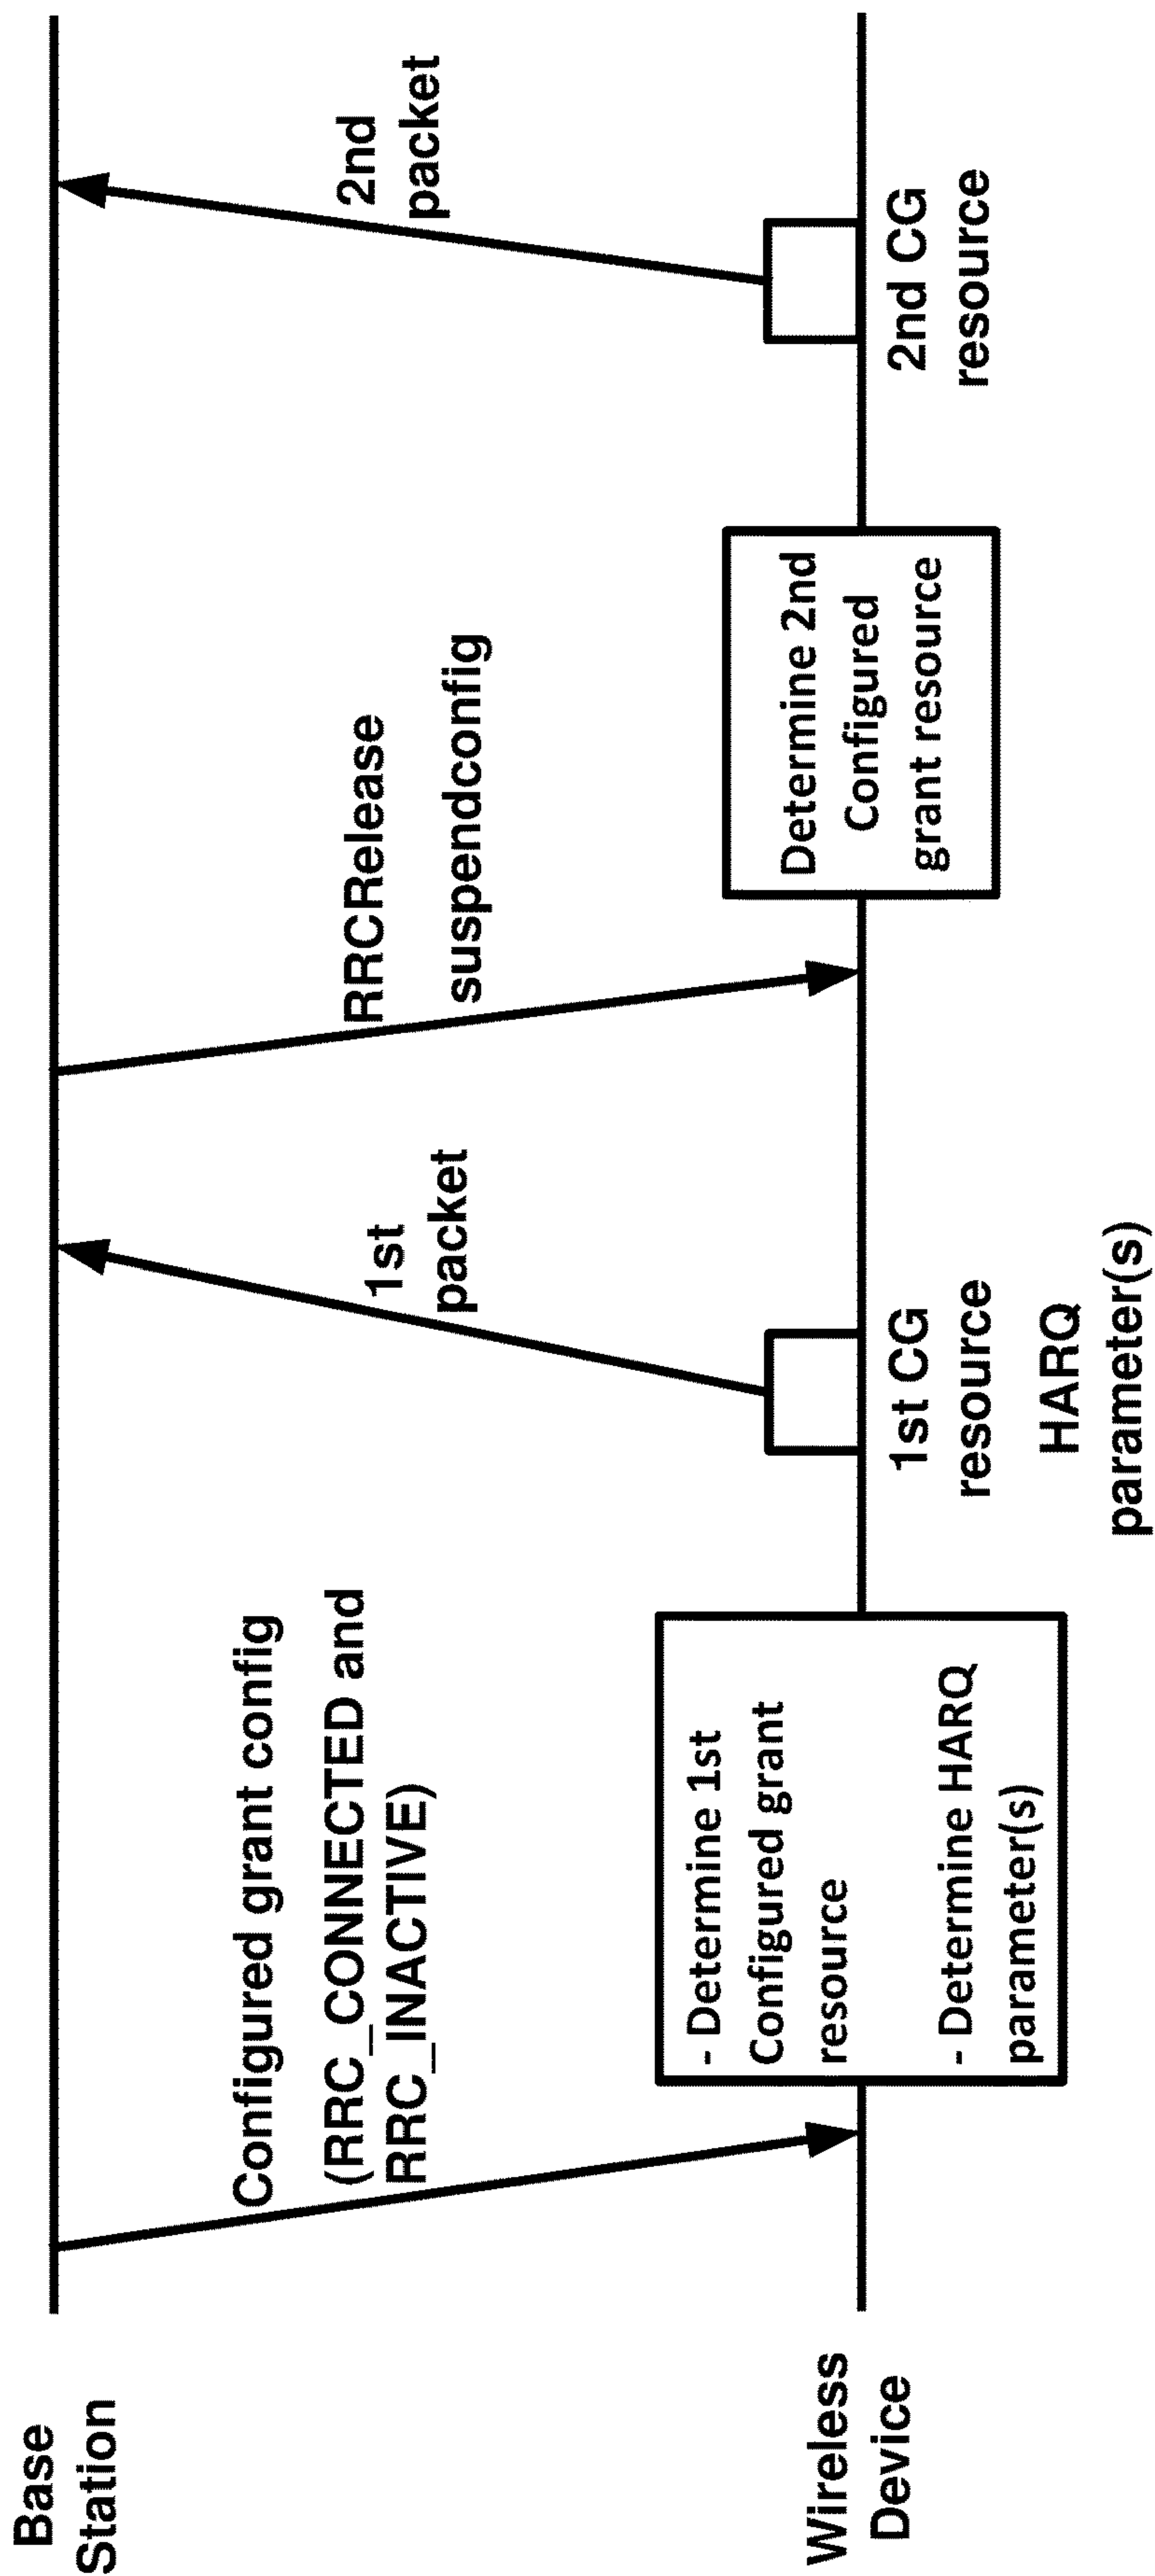 Base
Station
Configured grant config
(RRC_CONNECTED and
RRC_INACTIVE)
1st
packet
RRCRelease
suspendconfig
2nd
packet
Wireless
Device
- Determine 1st
Configured grant
resource
- Determine HARQ
parameter(s)
1st CG
resource
HARQ
parameter(s)
Determine 2nd
Configured
grant resource
2nd CG
resource